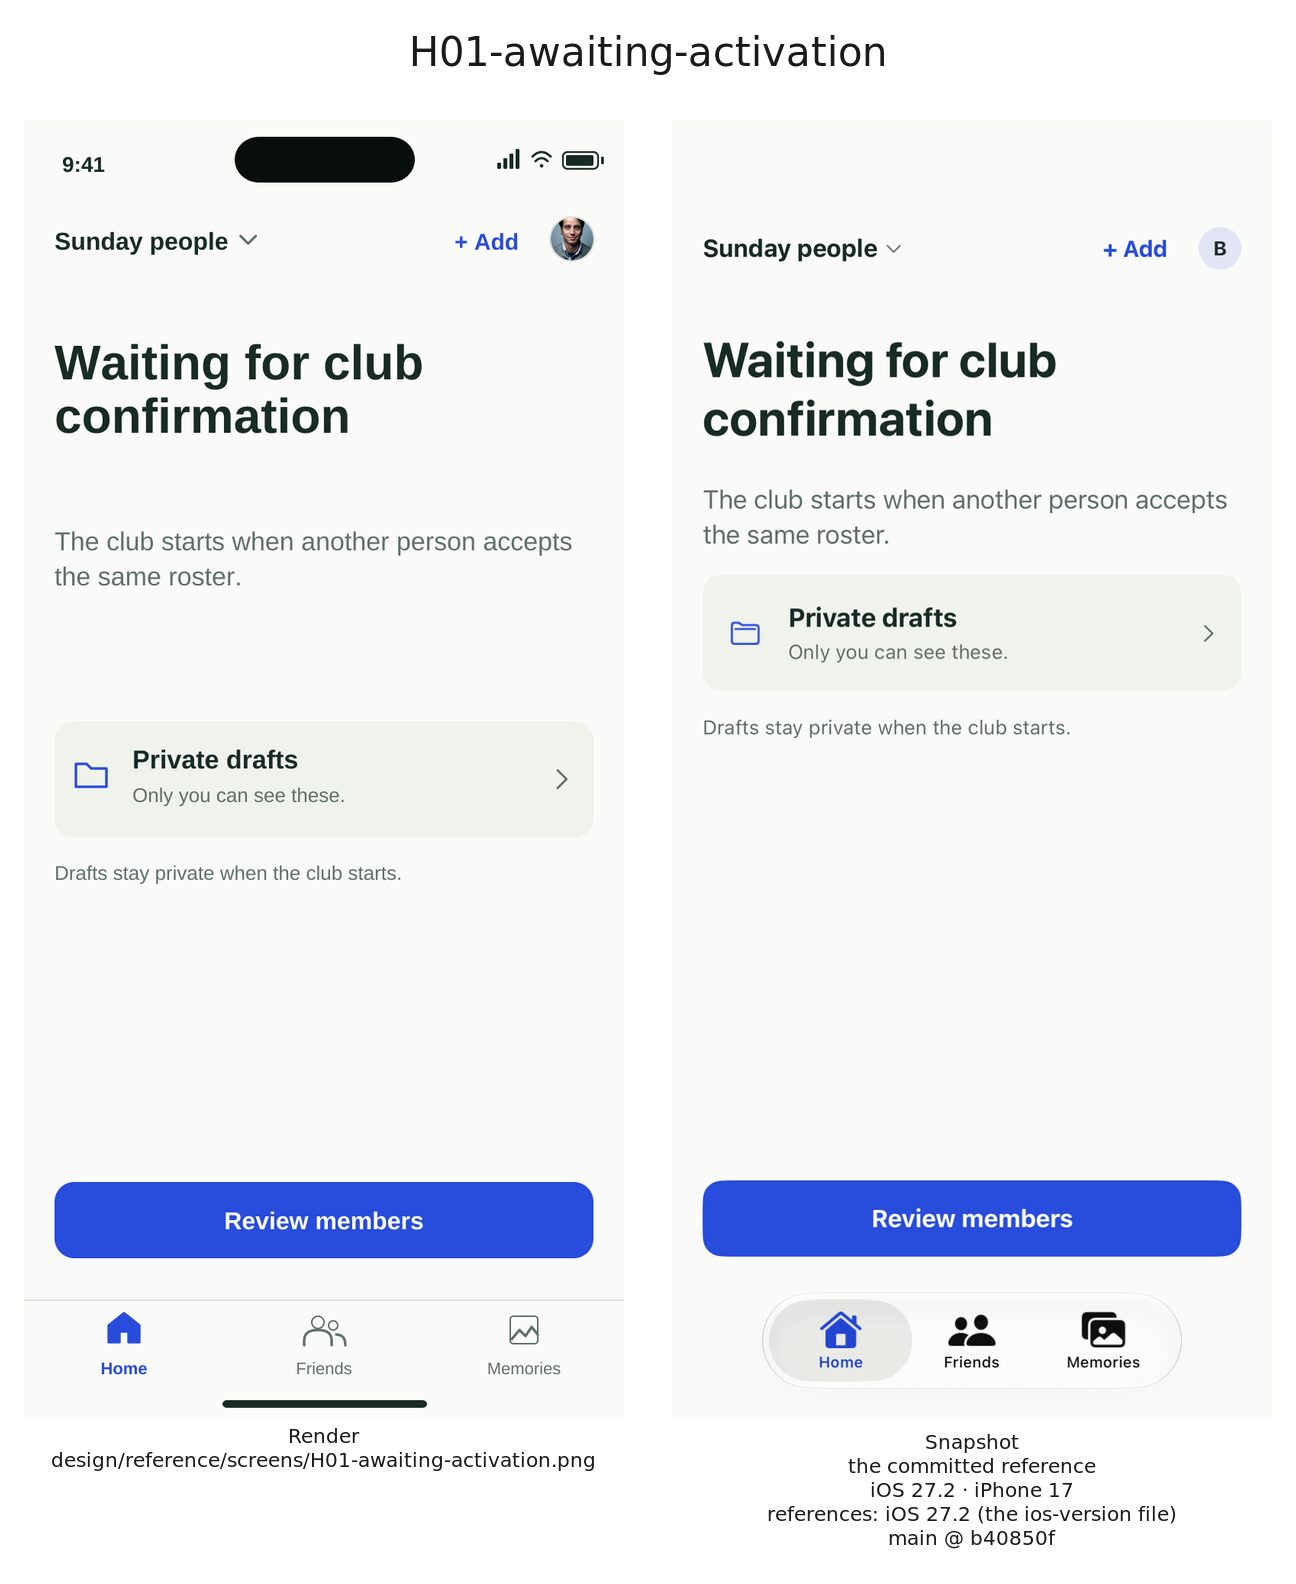 H01-awaiting-activation
9:41
Sunday people
+ Add
Waiting for club
confirmation
The club starts when another person accepts
the same roster.
Private drafts
Only you can see these.
Drafts stay private when the club starts.
Review members
Home
Friends
Memories
Render
design/reference/screens/H01-awaiting-activation.png
Sunday people
+ Add
B
Waiting for club
confirmation
The club starts when another person accepts
the same roster.
Private drafts
Only you can see these.
Drafts stay private when the club starts.
Review members
Home
Friends
Memories
Snapshot
the committed reference
iOS 27.2 · iPhone 17
references: iOS 27.2 (the ios-version file)
main @ b40850f